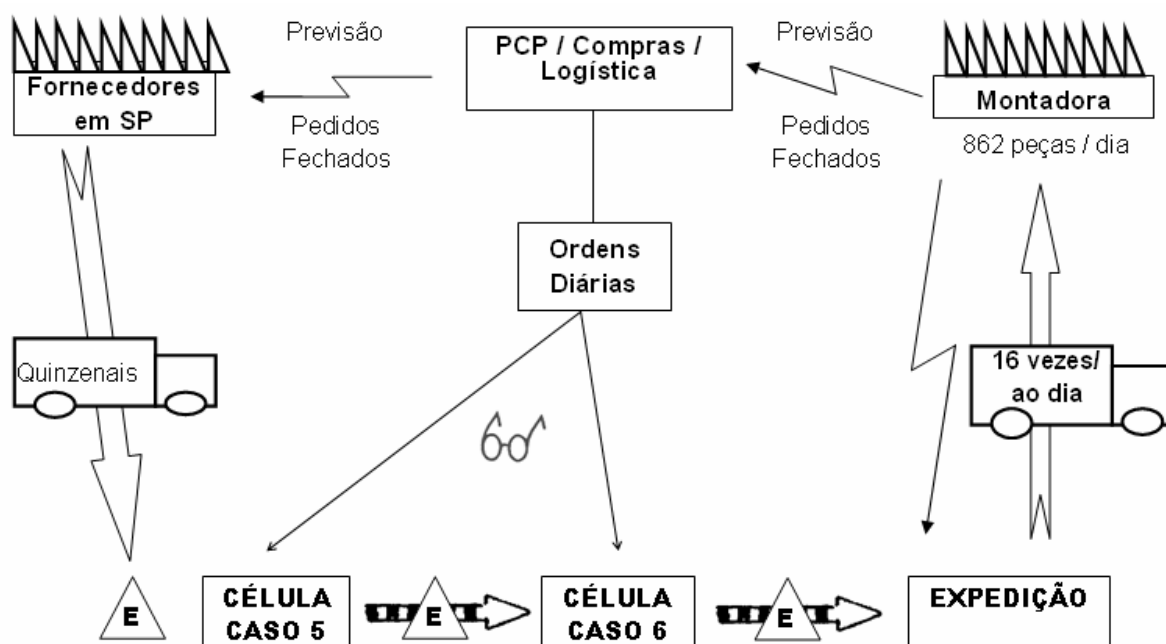 Previsão
PCP / Compras /
Logística
Previsão
Fornecedores
em SP
Montadora
Pedidos
Fechados
Pedidos
Fechados
862 peças / dia
Ordens
Diárias
Quinzenais
16 vezes/
ao dia
E
CÉLULA
CASO 5
E
CÉLULA
CASO 6
E
EXPEDIÇÃO